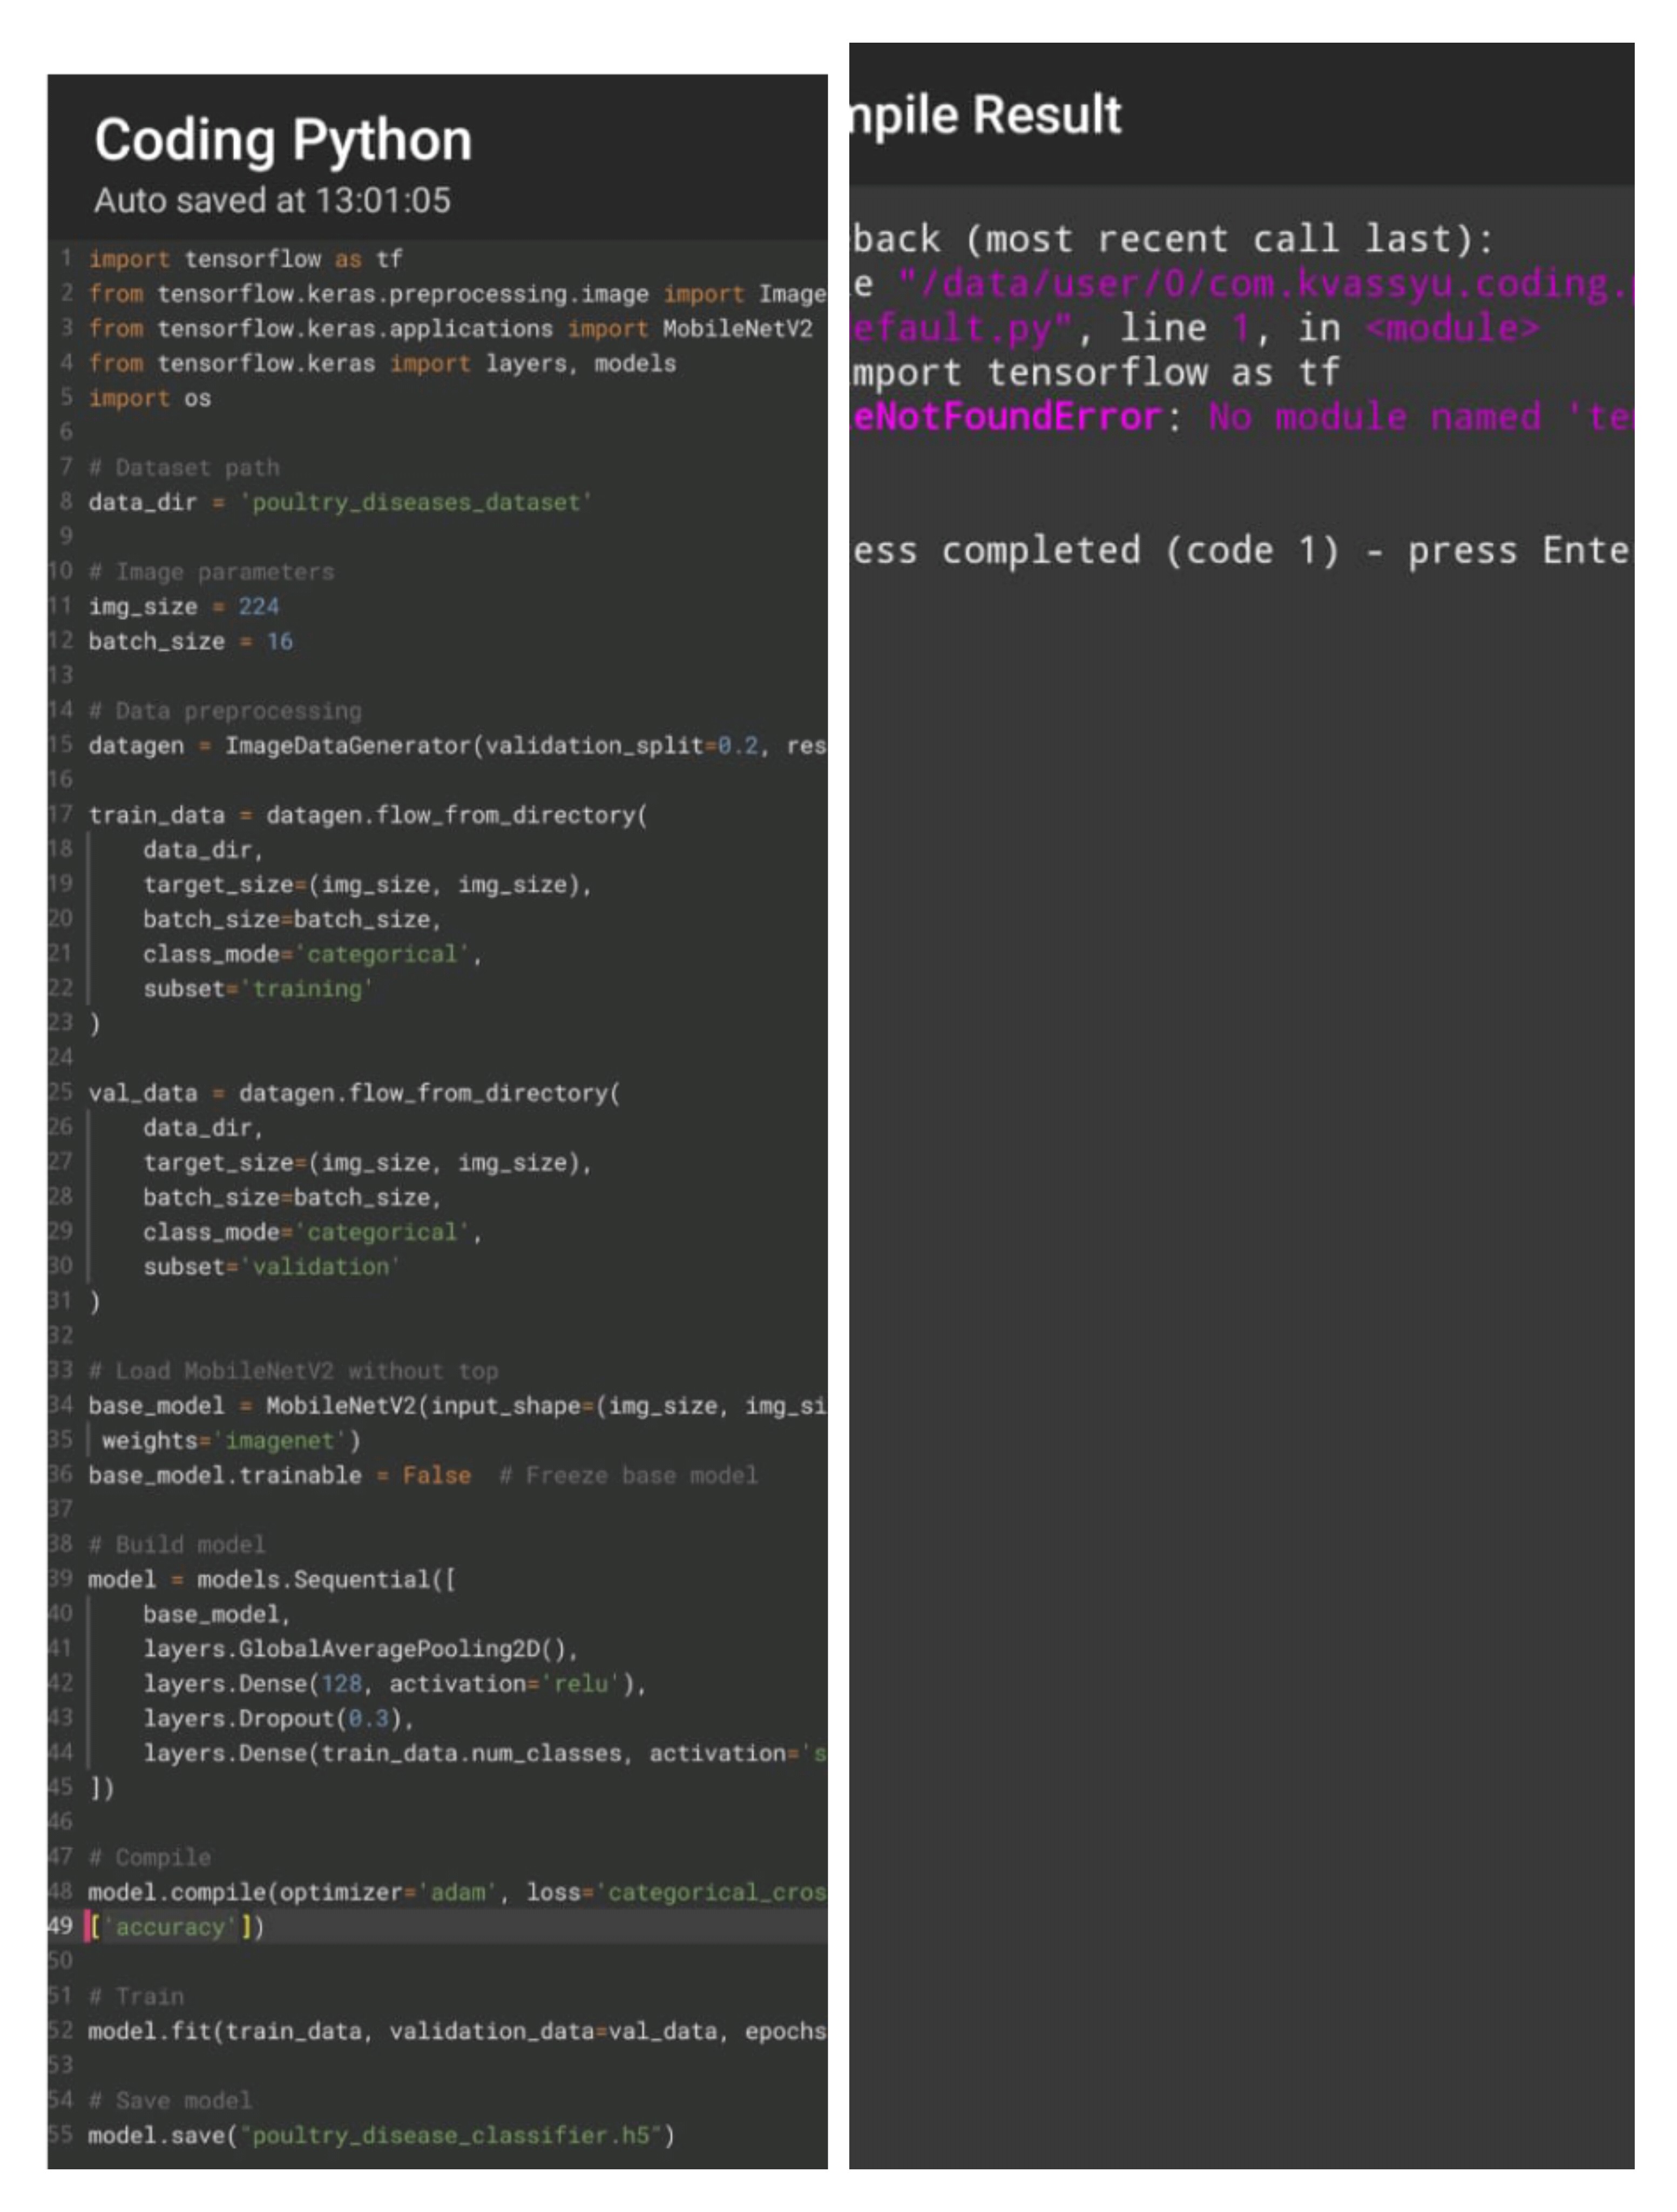 Coding Python
Auto saved at 13:01:05
1 import tensorflow as tf
2 from tensorflow.keras.preprocessing.image import Image
3 from tensorflow.keras.applications import MobileNetV2
4 from tensorflow.keras import layers, models
5 import os
6
7 # Dataset path
8 data_dir = 'poultry_diseases_dataset'
9
10 # Image parameters
11 img_size = 224
12 batch_size = 16
13
14 # Data preprocessing
15 datagen = ImageDataGenerator(validation_split=0.2, res
16
17 train_data = datagen.flow_from_directory(
18     data_dir,
19     target_size=(img_size, img_size),
20     batch_size=batch_size,
21     class_mode='categorical',
22     subset='training'
23 )
24
25 val_data = datagen.flow_from_directory(
26     data_dir,
27     target_size=(img_size, img_size),
28     batch_size=batch_size,
29     class_mode='categorical',
30     subset='validation'
31 )
32
33 # Load MobileNetV2 without top
34 base_model = MobileNetV2(input_shape=(img_size, img_si
35  weights='imagenet')
36 base_model.trainable = False  # Freeze base model
37
38 # Build model
39 model = models.Sequential([
40     base_model,
41     layers.GlobalAveragePooling2D(),
42     layers.Dense(128, activation='relu'),
43     layers.Dropout(0.3),
44     layers.Dense(train_data.num_classes, activation='s
45 ])
46
47 # Compile
48 model.compile(optimizer='adam', loss='categorical_cros
49 ['accuracy'])
50
51 # Train
52 model.fit(train_data, validation_data=val_data, epochs
53
54 # Save model
55 model.save("poultry_disease_classifier.h5")
mpile Result
back (most recent call last):
e "/data/user/0/com.kvassyu.coding.
efault.py", line 1, in <module>
mport tensorflow as tf
eNotFoundError: No module named 'te
ess completed (code 1) - press Ente